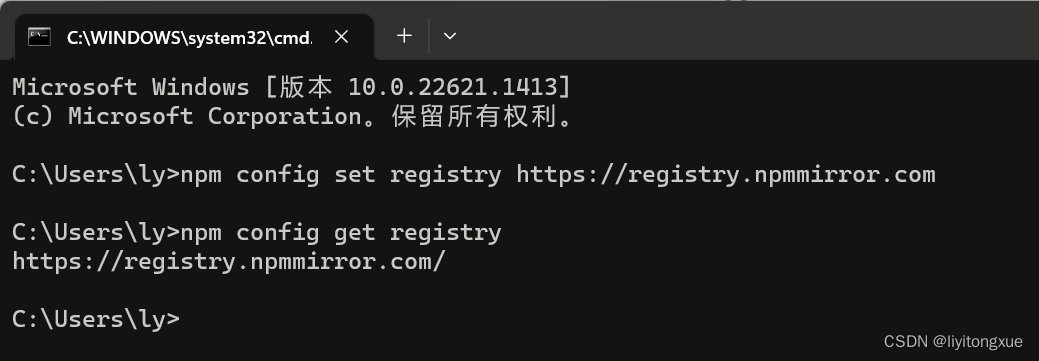 C:\WINDOWS\system32\cmd.
Microsoft Windows [版本 10.0.22621.1413]
(c) Microsoft Corporation。保留所有权利。
C:\Users\ly>npm config set registry https://registry.npmmirror.com
C:\Users\ly>npm config get registry
https://registry.npmmirror.com/
C:\Users\ly>
CSDN @liyitongxue